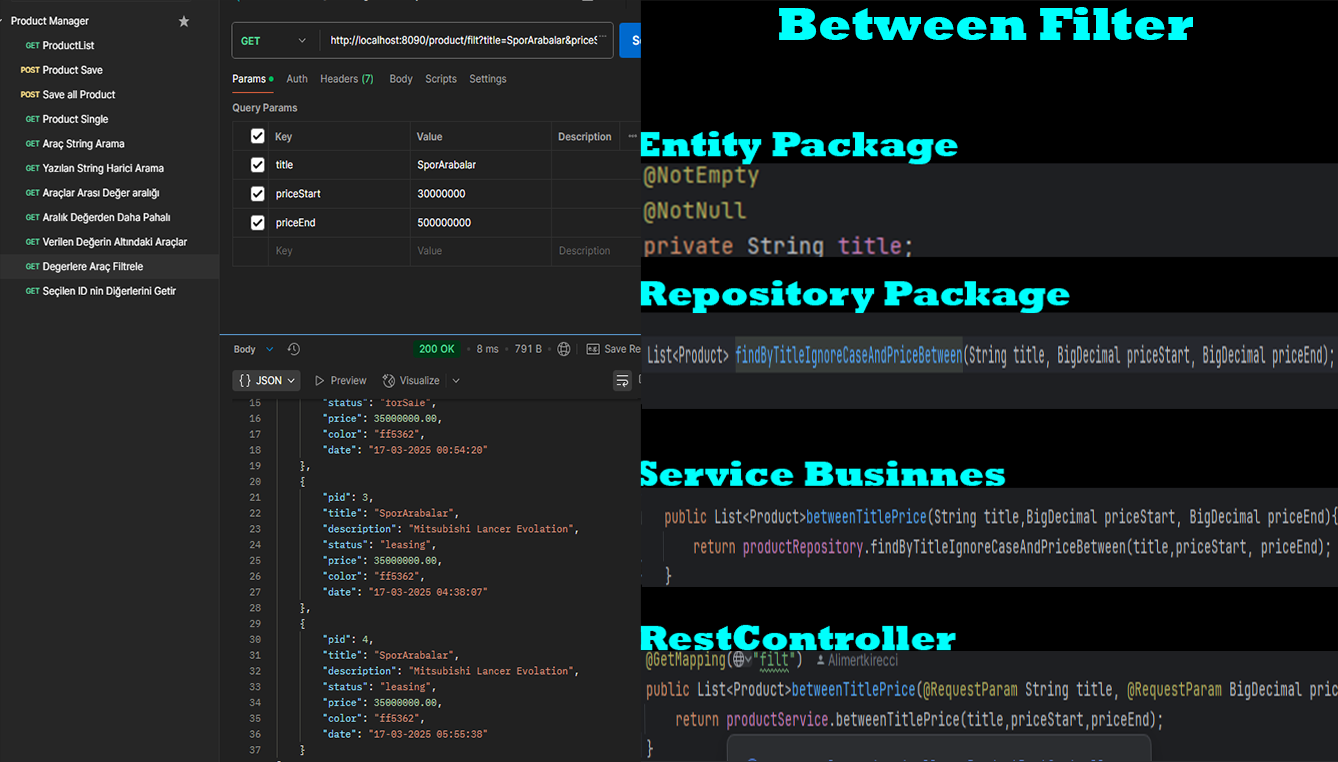 Product Manager
GET ProductList
POST Product Save
POST Save all Product
GET Product Single
GET Araç String Arama
GET Yazılan String Harici Arama
GET Araçlar Arası Değer aralığı
GET Aralık Değerden Daha Pahalı
GET Verilen Değerin Altındaki Araçlar
GET Degerlere Araç Filtrele
GET Seçilen ID nin Diğerlerini Getir
GET http://localhost:8090/product/filt?title=SporArabalar&price
Params Auth Headers (7) Body Scripts Settings
Query Params
Key Value Description
title SporArabalar
priceStart 30000000
priceEnd 500000000
Key Value Description
Body 200 OK 8 ms 791 B Save Re
{} JSON Preview Visualize
15 "status": "forSale",
16 "price": 35000000.00,
17 "color": "ff5362",
18 "date": "17-03-2025 00:54:20"
19 },
20 {
21 "pid": 3,
22 "title": "SporArabalar",
23 "description": "Mitsubishi Lancer Evolation",
24 "status": "leasing",
25 "price": 35000000.00,
26 "color": "ff5362",
27 "date": "17-03-2025 04:38:07"
28 },
29 {
30 "pid": 4,
31 "title": "SporArabalar",
32 "description": "Mitsubishi Lancer Evolation",
33 "status": "leasing",
34 "price": 35000000.00,
35 "color": "ff5362",
36 "date": "17-03-2025 05:55:38"
37 }
Between Filter
Entity Package
@NotEmpty
@NotNull
private String title;
Repository Package
List<Product> findByTitleIgnoreCaseAndPriceBetween(String title, BigDecimal priceStart, BigDecimal priceEnd);
Service Businnes
public List<Product>betweenTitlePrice(String title,BigDecimal priceStart, BigDecimal priceEnd){
return productRepository.findByTitleIgnoreCaseAndPriceBetween(title,priceStart, priceEnd);
}
RestController
@GetMapping("filt") Alimertkirecci
public List<Product>betweenTitlePrice(@RequestParam String title, @RequestParam BigDecimal pric
return productService.betweenTitlePrice(title,priceStart,priceEnd);
}